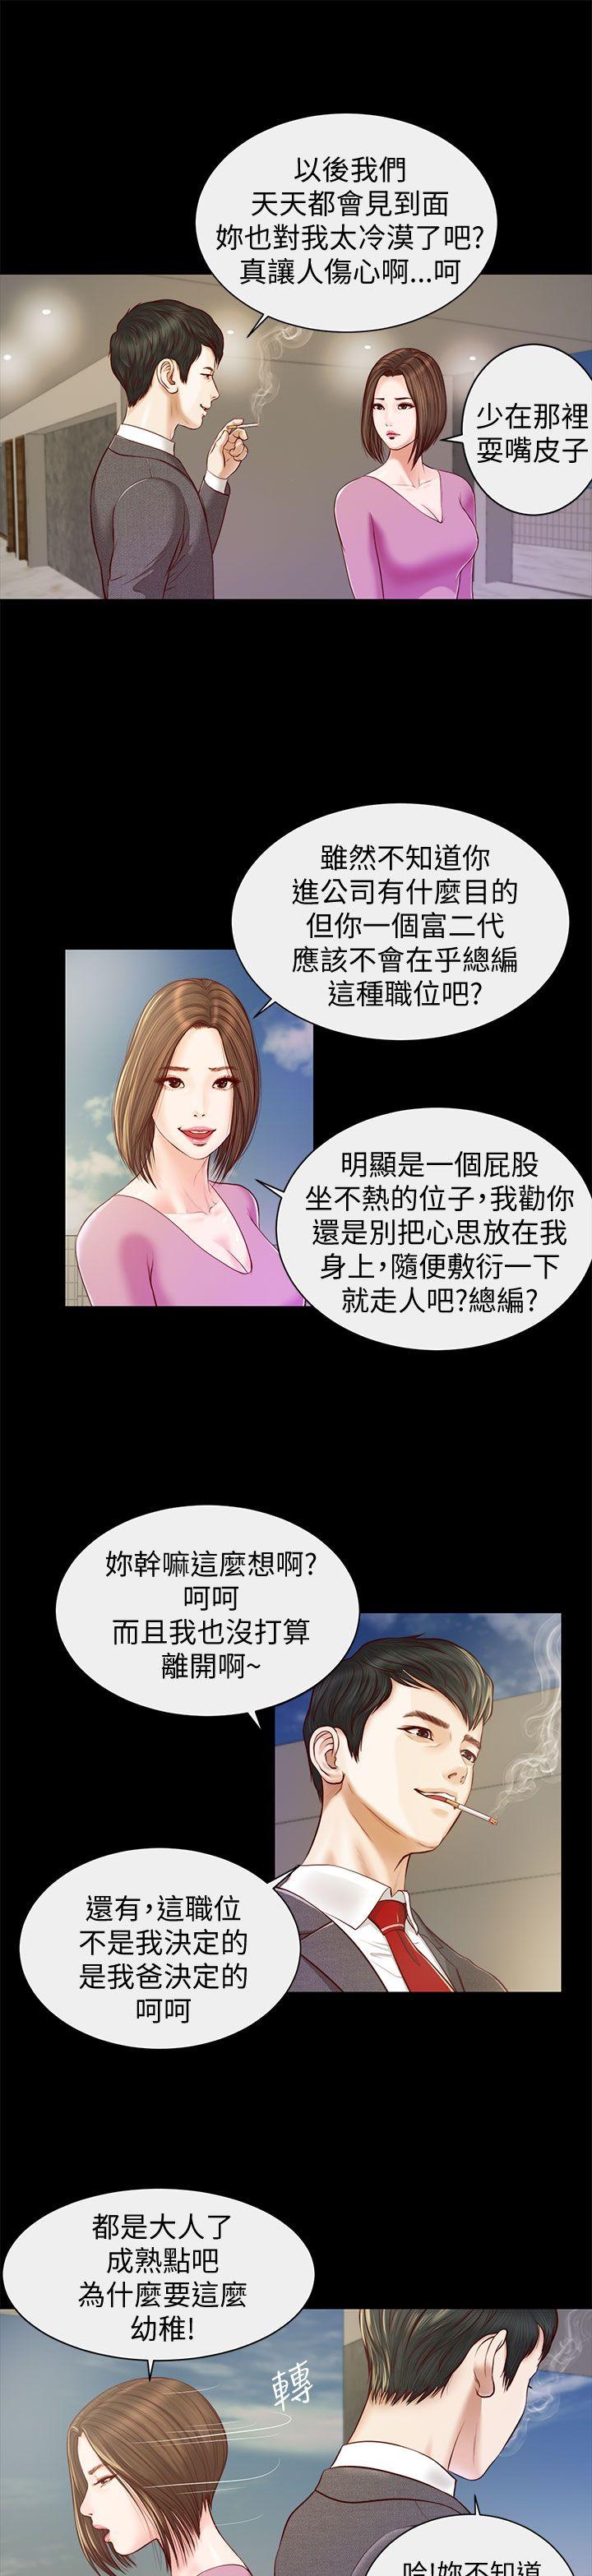 以後我們
天天都會見到面
妳也對我太冷漠了吧?
真讓人傷心啊...呵
少在那裡
耍嘴皮子
雖然不知道你
進公司有什麼目的
但你一個富二代
應該不會在乎總編
這種職位吧?
明顯是一個屁股
坐不熱的位子,我勸你
還是別把心思放在我
身上,隨便敷衍一下
就走人吧?總編?
妳幹嘛這麼想啊?
呵呵
而且我也沒打算
離開啊~
還有,這職位
不是我決定的
是我爸決定的
呵呵
都是大人了
成熟點吧
為什麼要這麼
幼稚!
轉
哈!妳不知道